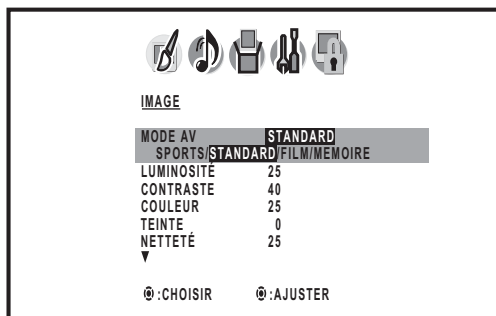 IMAGE
MODE AV STANDARD
SPORTS/STANDARD/FILM/MEMOIRE
LUMINOSITÉ 25
CONTRASTE 40
COULEUR 25
TEINTE 0
NETTETÉ 25
:CHOISIR :AJUSTER